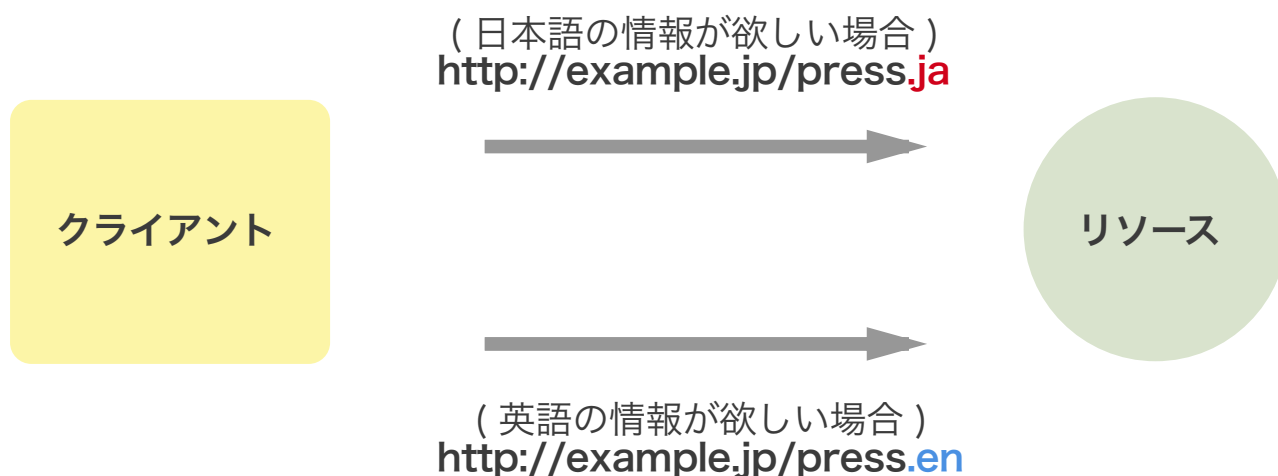 ( 日本語の情報が欲しい場合 )
http://example.jp/press.ja
クライアント
リソース
( 英語の情報が欲しい場合 )
http://example.jp/press.en